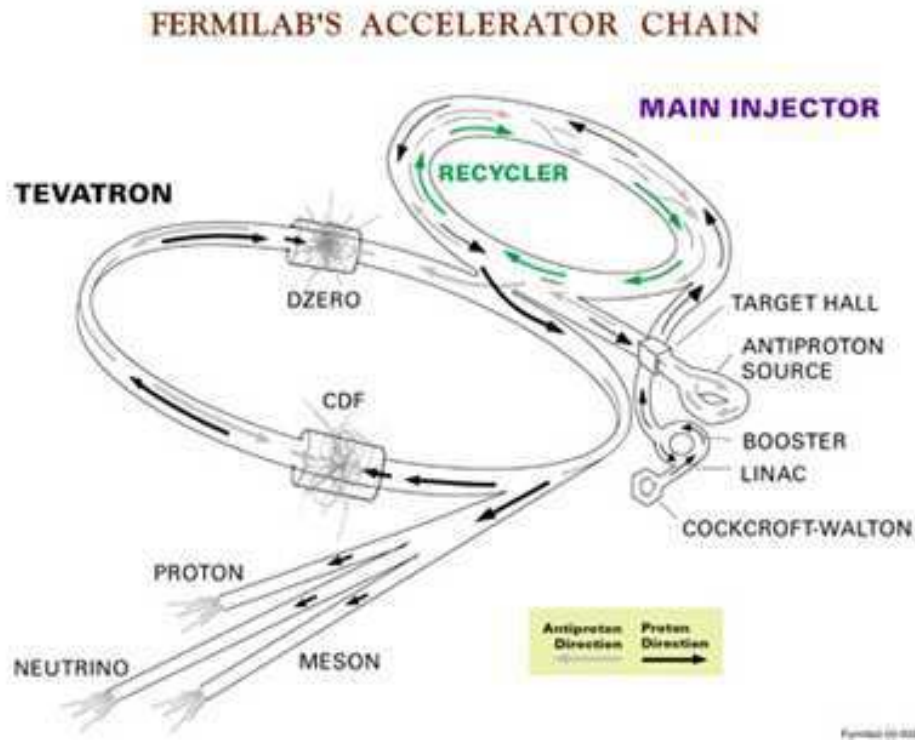 FERMILAB'S ACCELERATOR CHAIN
MAIN INJECTOR
RECYCLER
TEVATRON
DZERO
TARGET HALL
ANTIPROTON
SOURCE
CDF
BOOSTER
LINAC
COCKCROFT-WALTON
PROTON
NEUTRINO
MESON
Antiproton Proton
Direction Direction